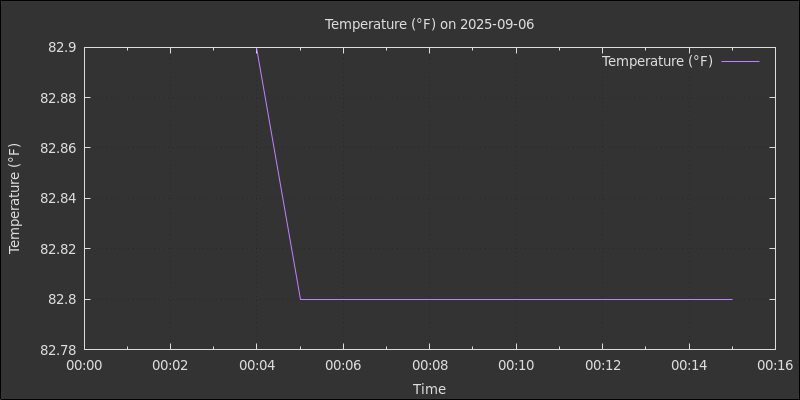 Temperature (°F) on 2025-09-06
Temperature (°F)
82.9
82.88
82.86
82.84
82.82
82.8
82.78
Temperature (°F)
00:00 00:02 00:04 00:06 00:08 00:10 00:12 00:14 00:16
Time